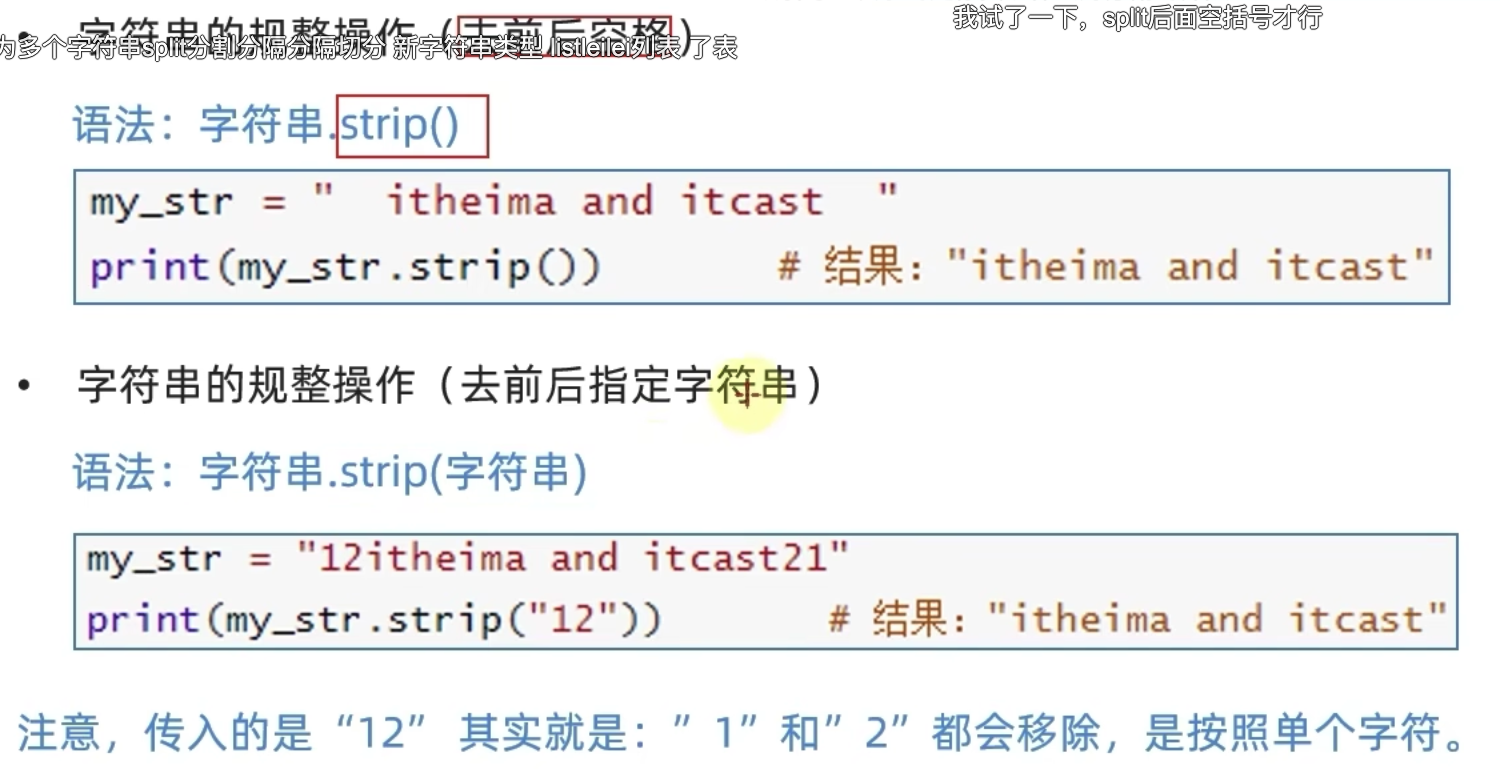 我试了一下，split后面空括号才行
• 字符串的规整操作（去前后空格）
为多个字符串split分割分隔分隔切分 新字符串类型 listleilei列表 了表
语法：字符串.strip()
my_str = "  itheima and itcast  "
print(my_str.strip())        # 结果："itheima and itcast"
• 字符串的规整操作（去前后指定字符串）
语法：字符串.strip(字符串)
my_str = "12itheima and itcast21"
print(my_str.strip("12"))        # 结果："itheima and itcast"
注意，传入的是“12” 其实就是：”1”和”2”都会移除，是按照单个字符。